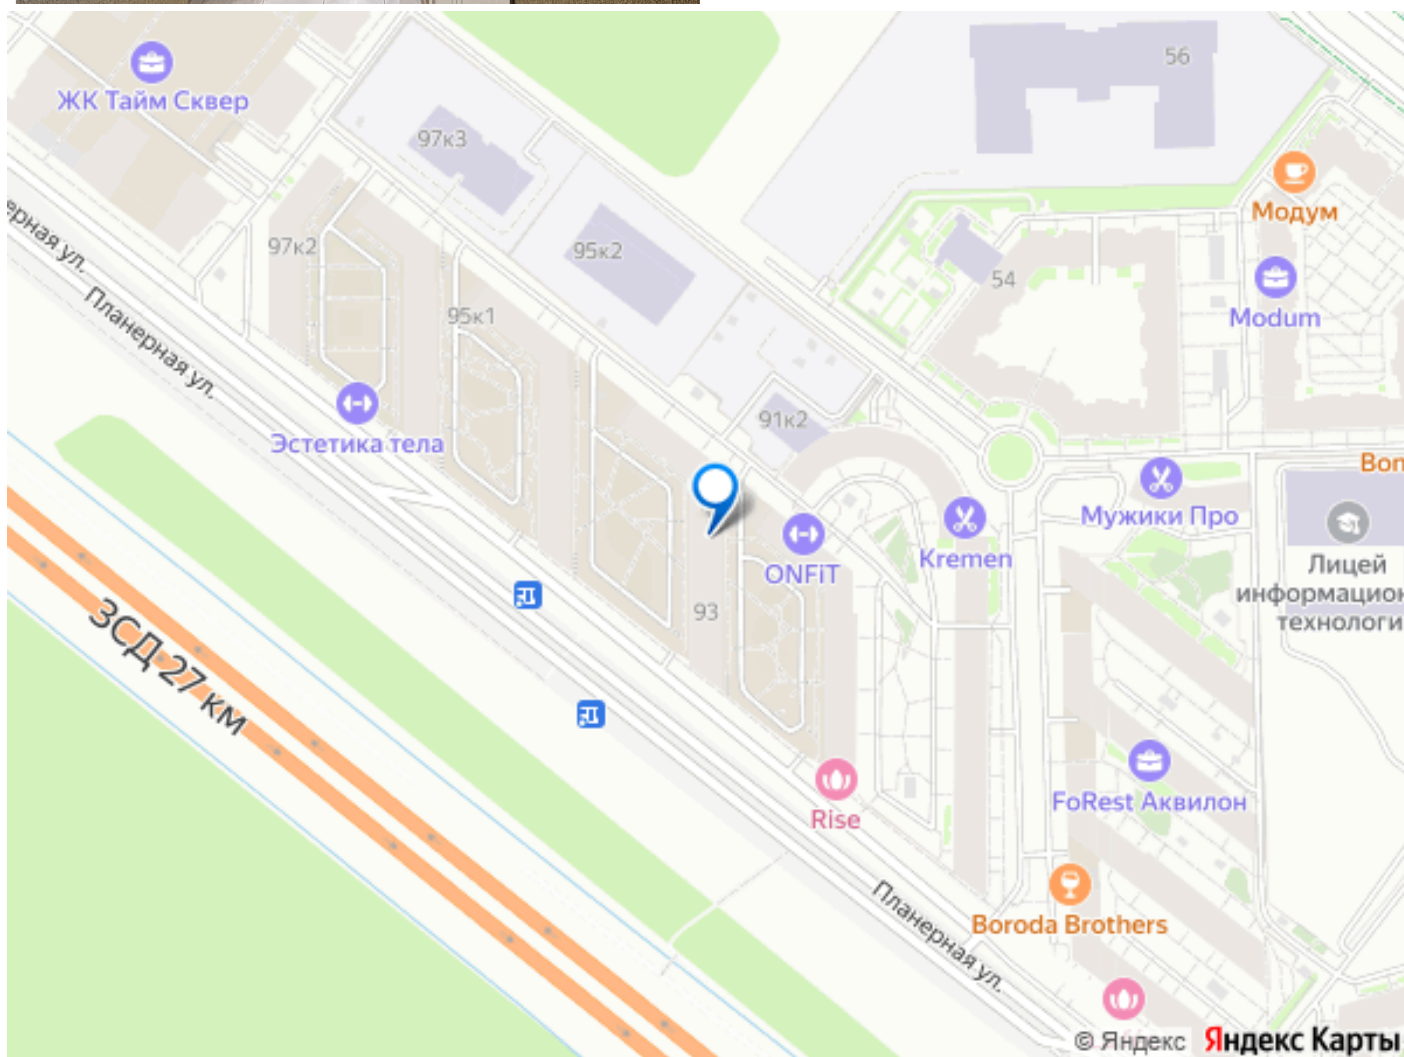 56
ЖК Тайм Сквер
97к3
Модум
97к2
95к2
54
Modum
ерная ул.
Планерная ул.
95к1
Эстетика тела
91к2
Bon
Мужики Про
Kremen
ONFiT
Лицей
информацион
технологи
93
ЗСД 27 км
FoRest Аквилон
Rise
Планерная ул.
Boroda Brothers
© Яндекс Яндекс Карты